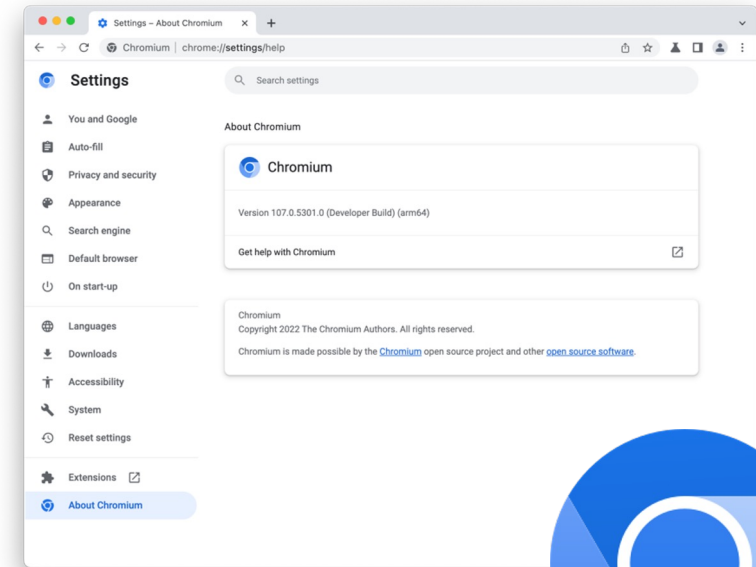 Settings – About Chromium
Chromium | chrome://settings/help
Settings
Search settings
You and Google
Auto-fill
Privacy and security
Appearance
Search engine
Default browser
On start-up
Languages
Downloads
Accessibility
System
Reset settings
Extensions
About Chromium
About Chromium
Chromium
Version 107.0.5301.0 (Developer Build) (arm64)
Get help with Chromium
Chromium
Copyright 2022 The Chromium Authors. All rights reserved.
Chromium is made possible by the Chromium open source project and other open source software.